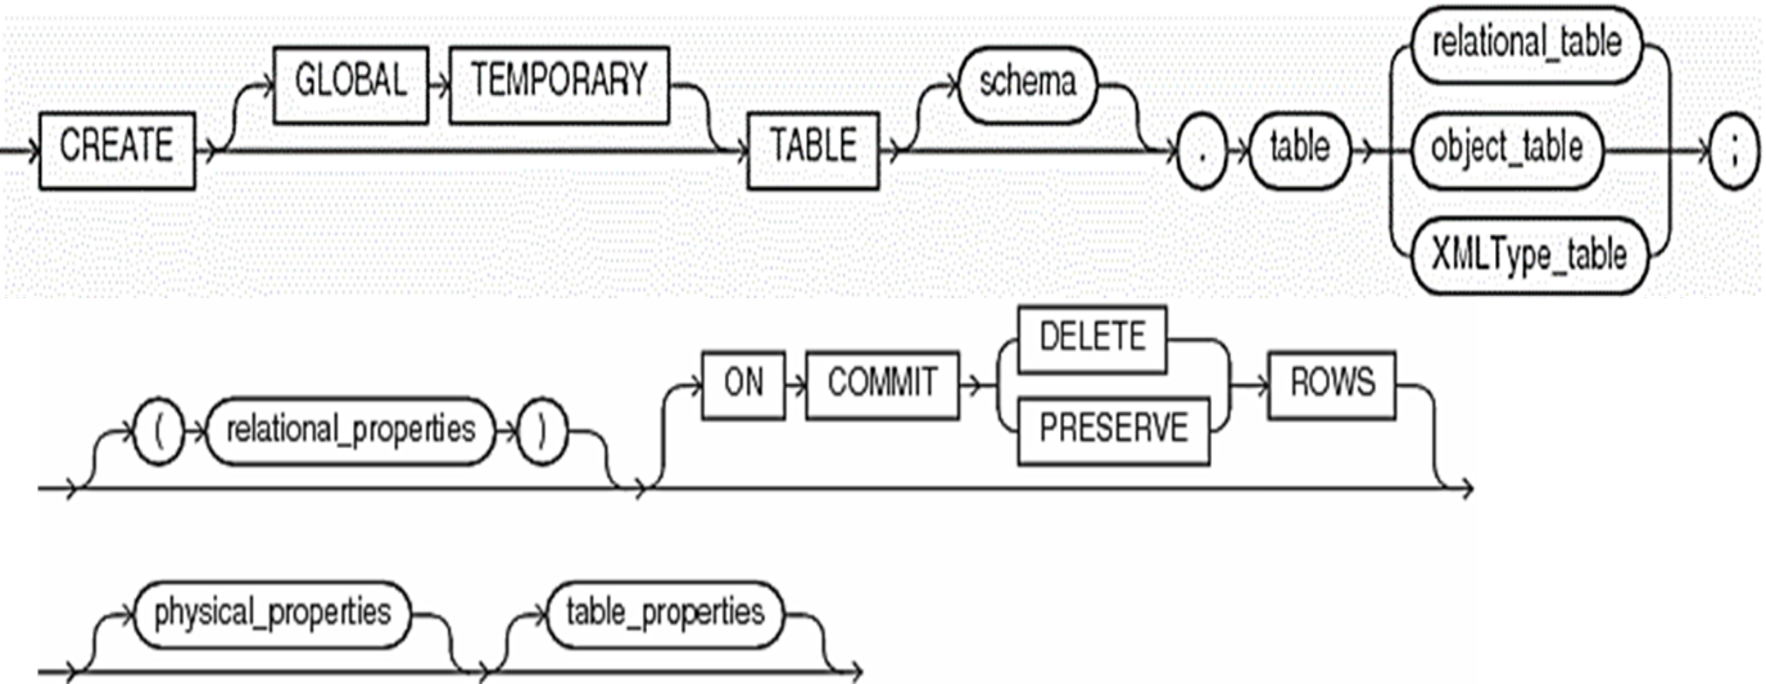 GLOBAL TEMPORARY schema relational_table
CREATE TABLE . table object_table ;
XMLType_table
DELETE
ON COMMIT ROWS
( relational_properties ) PRESERVE
physical_properties table_properties